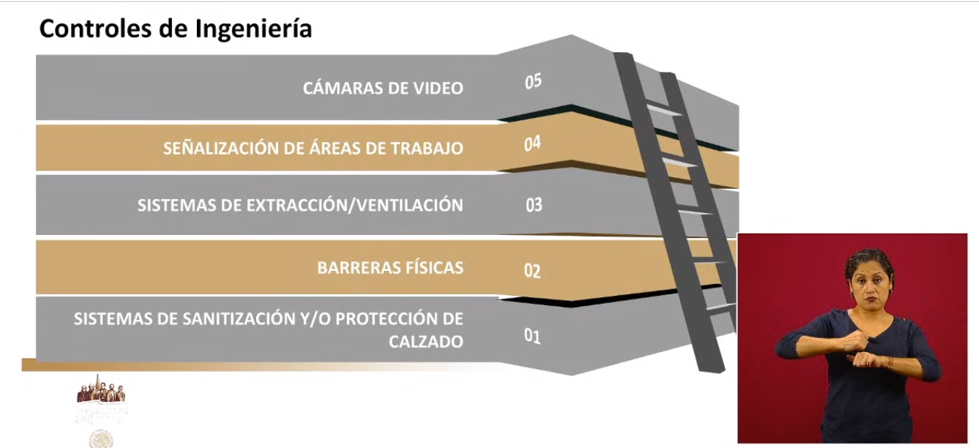 Controles de Ingeniería
CÁMARAS DE VIDEO 05
SEÑALIZACIÓN DE ÁREAS DE TRABAJO 04
SISTEMAS DE EXTRACCIÓN/VENTILACIÓN 03
BARRERAS FÍSICAS 02
SISTEMAS DE SANITIZACIÓN Y/O PROTECCIÓN DE
CALZADO 01